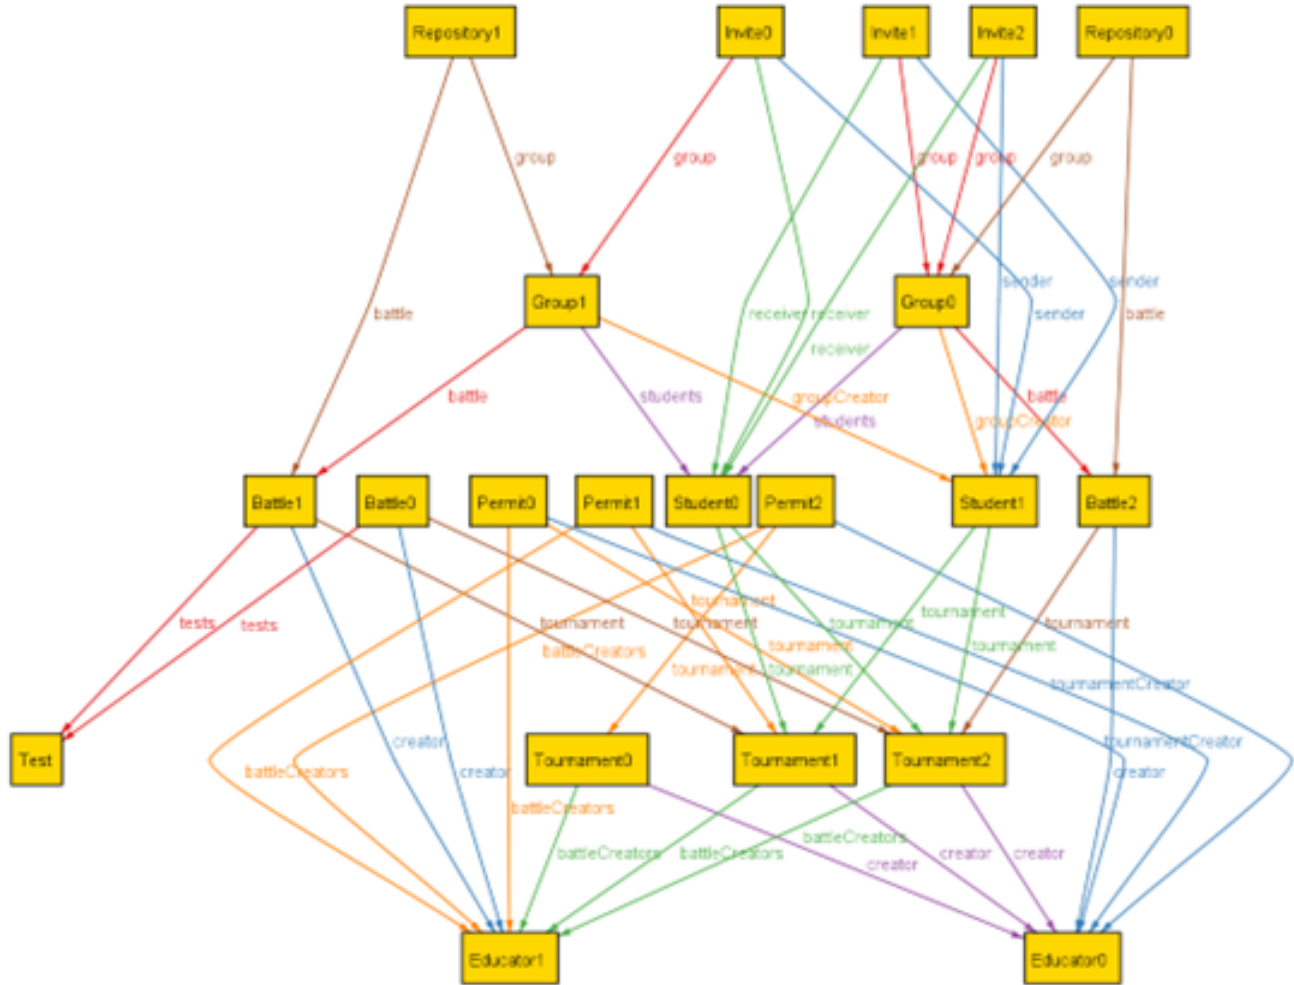 Repository1
Invite0
Invite1
Invite2
Repository0
group
group
group
group
group
sender
sender
sender
Group1
Group0
battle
receiver
receiver
battle
receiver
battle
students
groupCreator
battle
students
groupCreator
Battle1
Battle0
Permit0
Permit1
Student0
Permit2
Student1
Battle2
tournament
tournament
tests
tests
tournament
tournament
tournament
tournament
battleCreators
tournament
tournament
tournament
tournament
tournamentCreator
creator
tournamentCreator
Test
Tournament0
Tournament1
Tournament2
battleCreators
creator
creator
battleCreators
battleCreators
battleCreators
battleCreators
creator
creator
creator
Educator1
Educator0